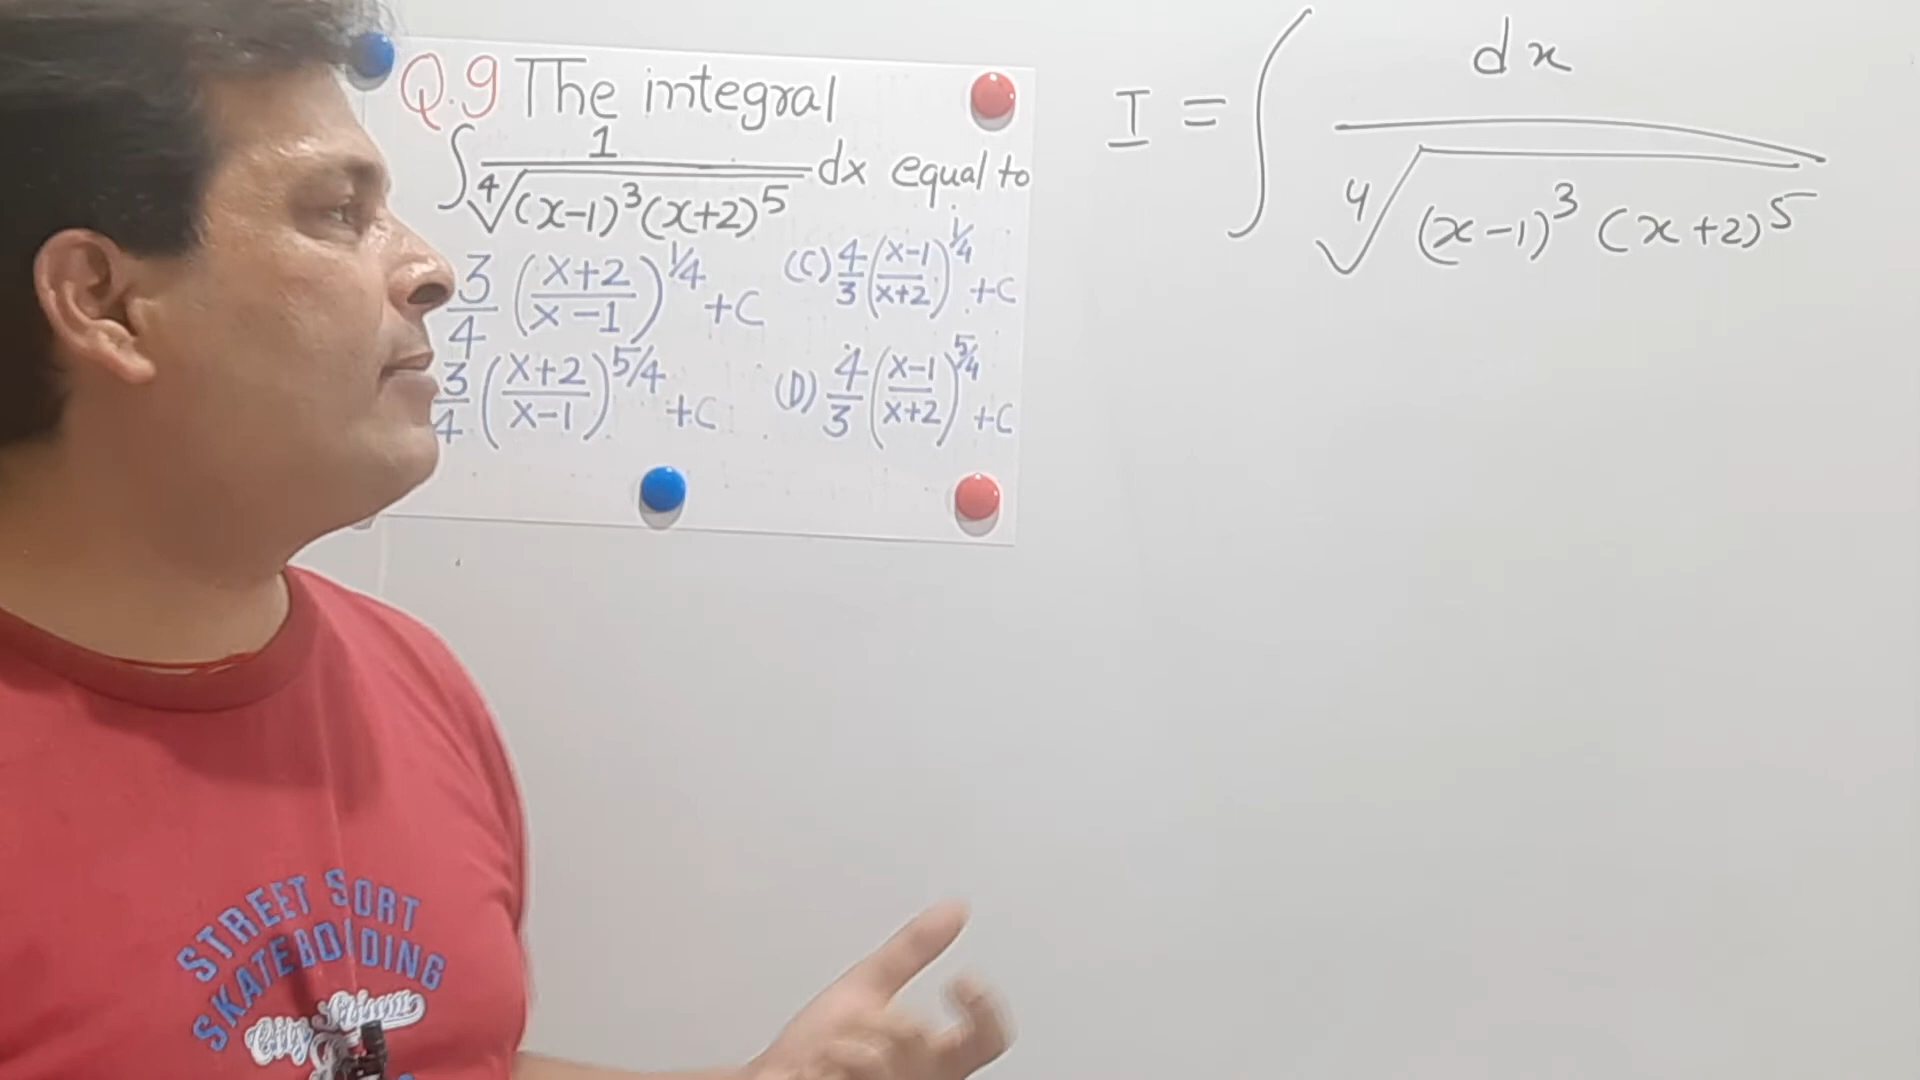 Q.9 The integral
∫ 1/⁴√((x-1)³(x+2)⁵) dx equal to
3/4 ((x+2)/(x-1))^1/4 +C
(C) 4/3 ((x-1)/(x+2))^1/4 +C
3/4 ((x+2)/(x-1))^5/4 +C
(D) 4/3 ((x-1)/(x+2))^5/4 +C
I = ∫ dx/⁴√((x-1)³ (x+2)⁵)
STREET SORT
SKATEBOIDING
City